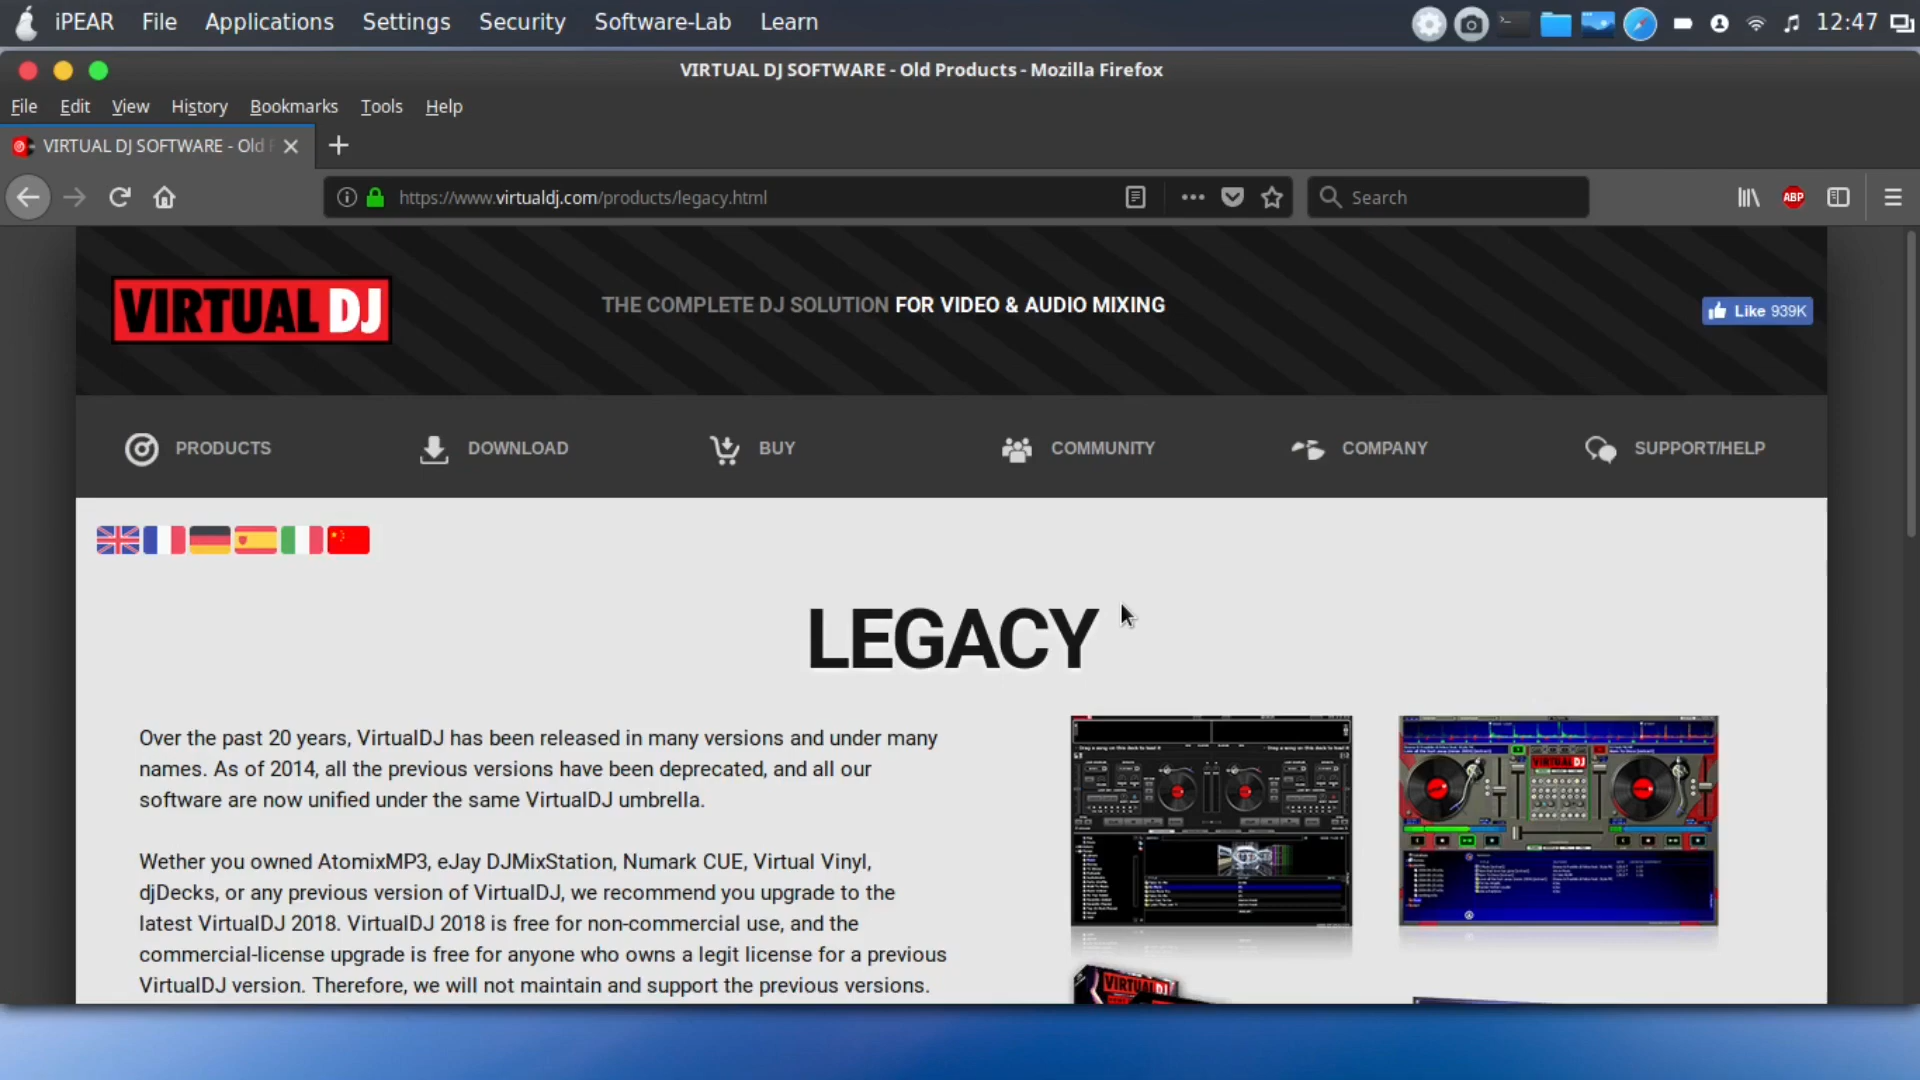 iPEAR File Applications Settings Security Software-Lab Learn 12:47
VIRTUAL DJ SOFTWARE - Old Products - Mozilla Firefox
File Edit View History Bookmarks Tools Help
VIRTUAL DJ SOFTWARE - Old
https://www.virtualdj.com/products/legacy.html Search ABP
VIRTUAL DJ
THE COMPLETE DJ SOLUTION FOR VIDEO & AUDIO MIXING
Like 939K
PRODUCTS DOWNLOAD BUY COMMUNITY COMPANY SUPPORT/HELP
LEGACY
Over the past 20 years, VirtualDJ has been released in many versions and under many
names. As of 2014, all the previous versions have been deprecated, and all our
software are now unified under the same VirtualDJ umbrella.
Wether you owned AtomixMP3, eJay DJMixStation, Numark CUE, Virtual Vinyl,
djDecks, or any previous version of VirtualDJ, we recommend you upgrade to the
latest VirtualDJ 2018. VirtualDJ 2018 is free for non-commercial use, and the
commercial-license upgrade is free for anyone who owns a legit license for a previous
VirtualDJ version. Therefore, we will not maintain and support the previous versions.
VIRTUAL DJ
VIRTUAL DJ